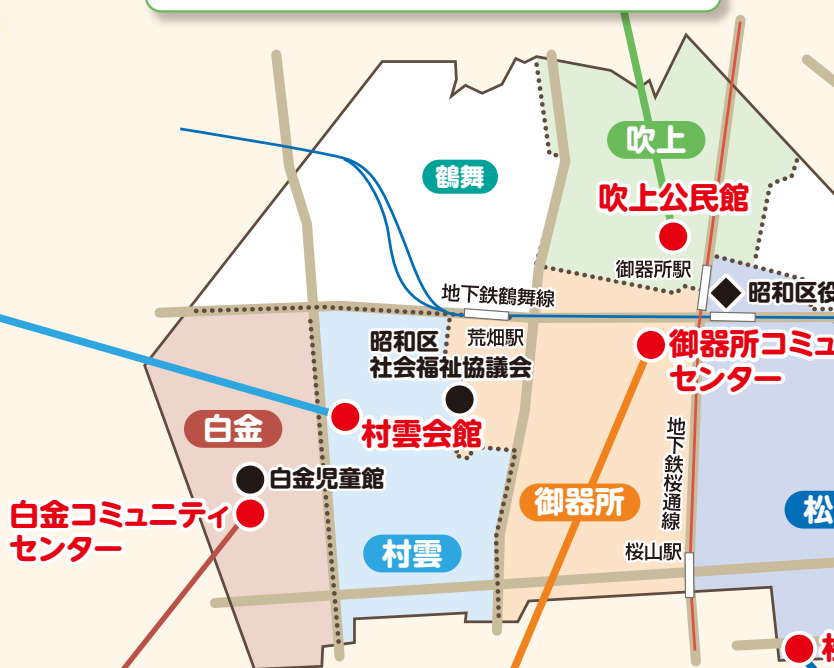 吹上
鶴舞
吹上公民館
御器所駅
地下鉄鶴舞線
昭和区役
荒畑駅
昭和区
社会福祉協議会
御器所コミュ
センター
村雲会館
白金
地下鉄桜通線
白金児童館
御器所
松
白金コミュニティ
センター
村雲
桜山駅